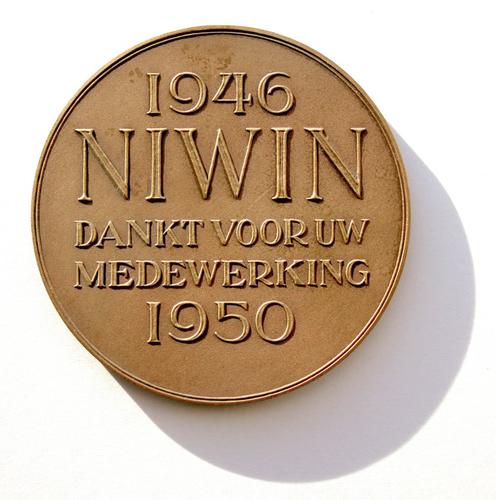 1946
NIWIN
DANKT VOOR UW
MEDEWERKING
1950